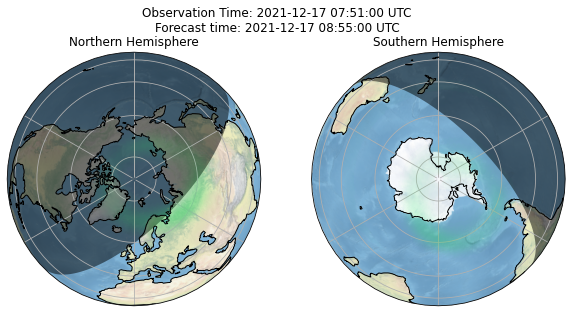 Observation Time: 2021-12-17 07:51:00 UTC
Forecast time: 2021-12-17 08:55:00 UTC
Northern Hemisphere
Southern Hemisphere